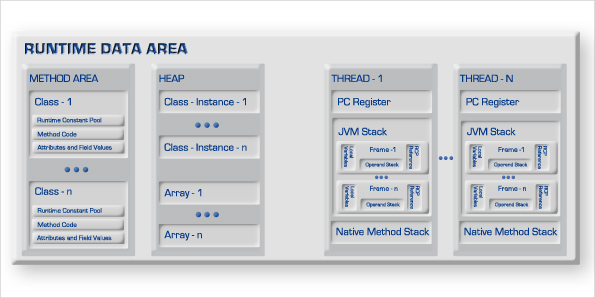 RUNTIME DATA AREA
METHOD AREA
Class - 1
Runtime Constant Pool
Method Code
Attributes and Field Values
Class - n
Runtime Constant Pool
Method Code
Attributes and Field Values
HEAP
Class - Instance - 1
Class - Instance - n
Array - 1
Array - n
THREAD - 1
PC Register
JVM Stack
Frame -1
Local
Variables
Operand Stack
RCP
Reference
Frame - n
Local
Variables
Operand Stack
RCP
Reference
Native Method Stack
THREAD - N
PC Register
JVM Stack
Frame -1
Local
Variables
Operand Stack
RCP
Reference
Frame - n
Local
Variables
Operand Stack
RCP
Reference
Native Method Stack